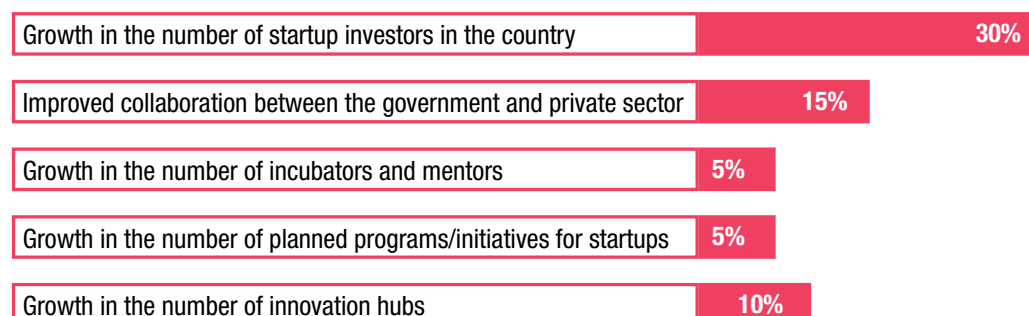 Growth in the number of startup investors in the country 30%
Improved collaboration between the government and private sector 15%
Growth in the number of incubators and mentors 5%
Growth in the number of planned programs/initiatives for startups 5%
Growth in the number of innovation hubs 10%